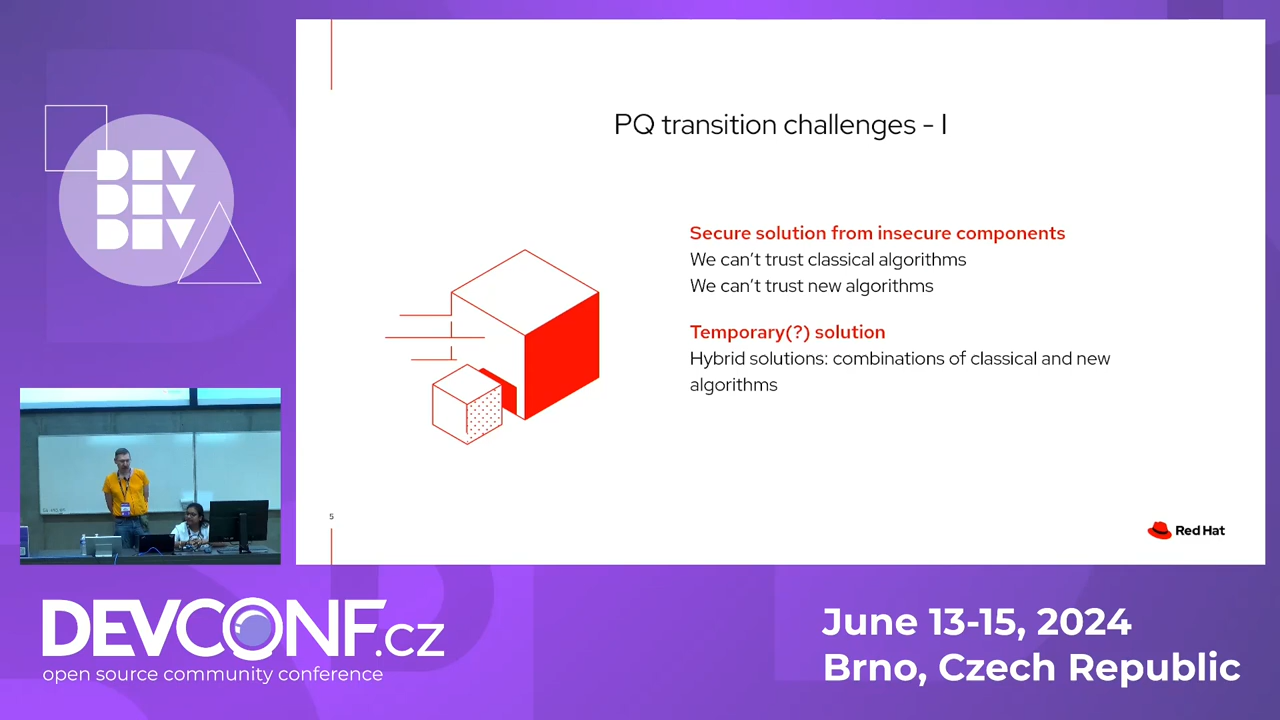 DEV
DEV
DEV
PQ transition challenges - I
Secure solution from insecure components
We can't trust classical algorithms
We can't trust new algorithms
Temporary(?) solution
Hybrid solutions: combinations of classical and new
algorithms
5
Red Hat
DEVCONF.cz
open source community conference
June 13-15, 2024
Brno, Czech Republic